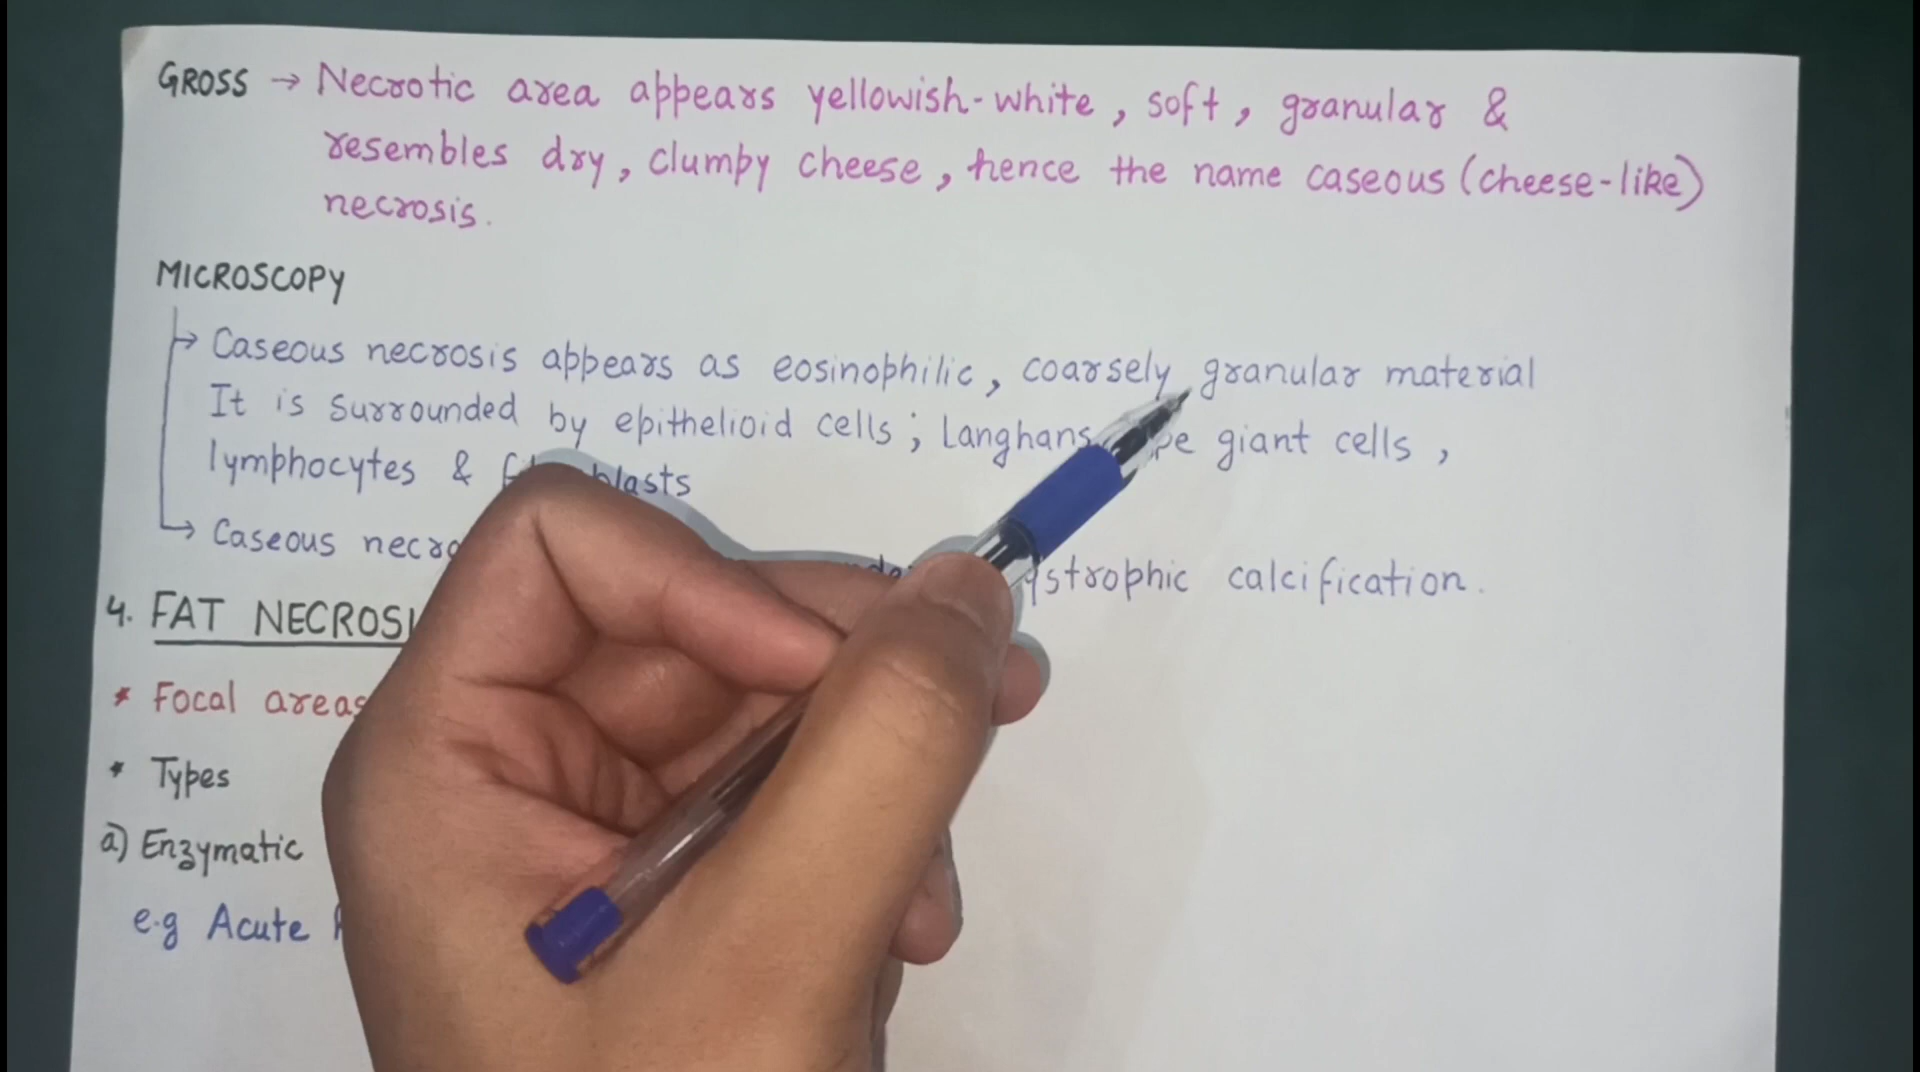 GROSS → Necrotic area appears yellowish-white, soft, granular &
resembles dry, clumpy cheese, hence the name caseous (cheese-like)
necrosis.
MICROSCOPY
→ Caseous necrosis appears as eosinophilic, coarsely granular material
It is surrounded by epithelioid cells; Langhans giant cells,
lymphocytes & 
→ Caseous calcification.
4. FAT
* Focal areas
* Types
a) Enzymatic
e.g Acute